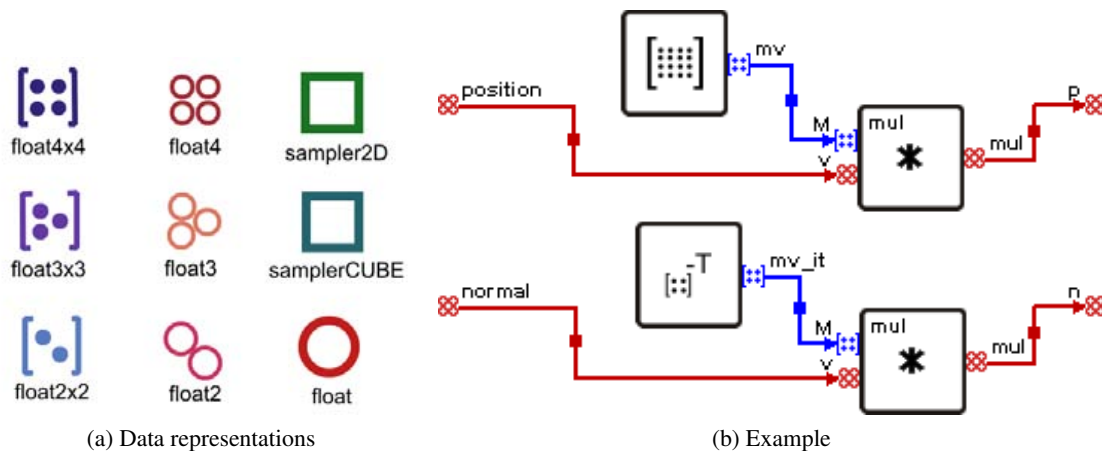 float4x4
float4
sampler2D
float3x3
float3
samplerCUBE
float2x2
float2
float
(a) Data representations
mv
position
M
v
mul
*
mul
p
-T
mv_it
normal
M
v
mul
*
mul
n
(b) Example